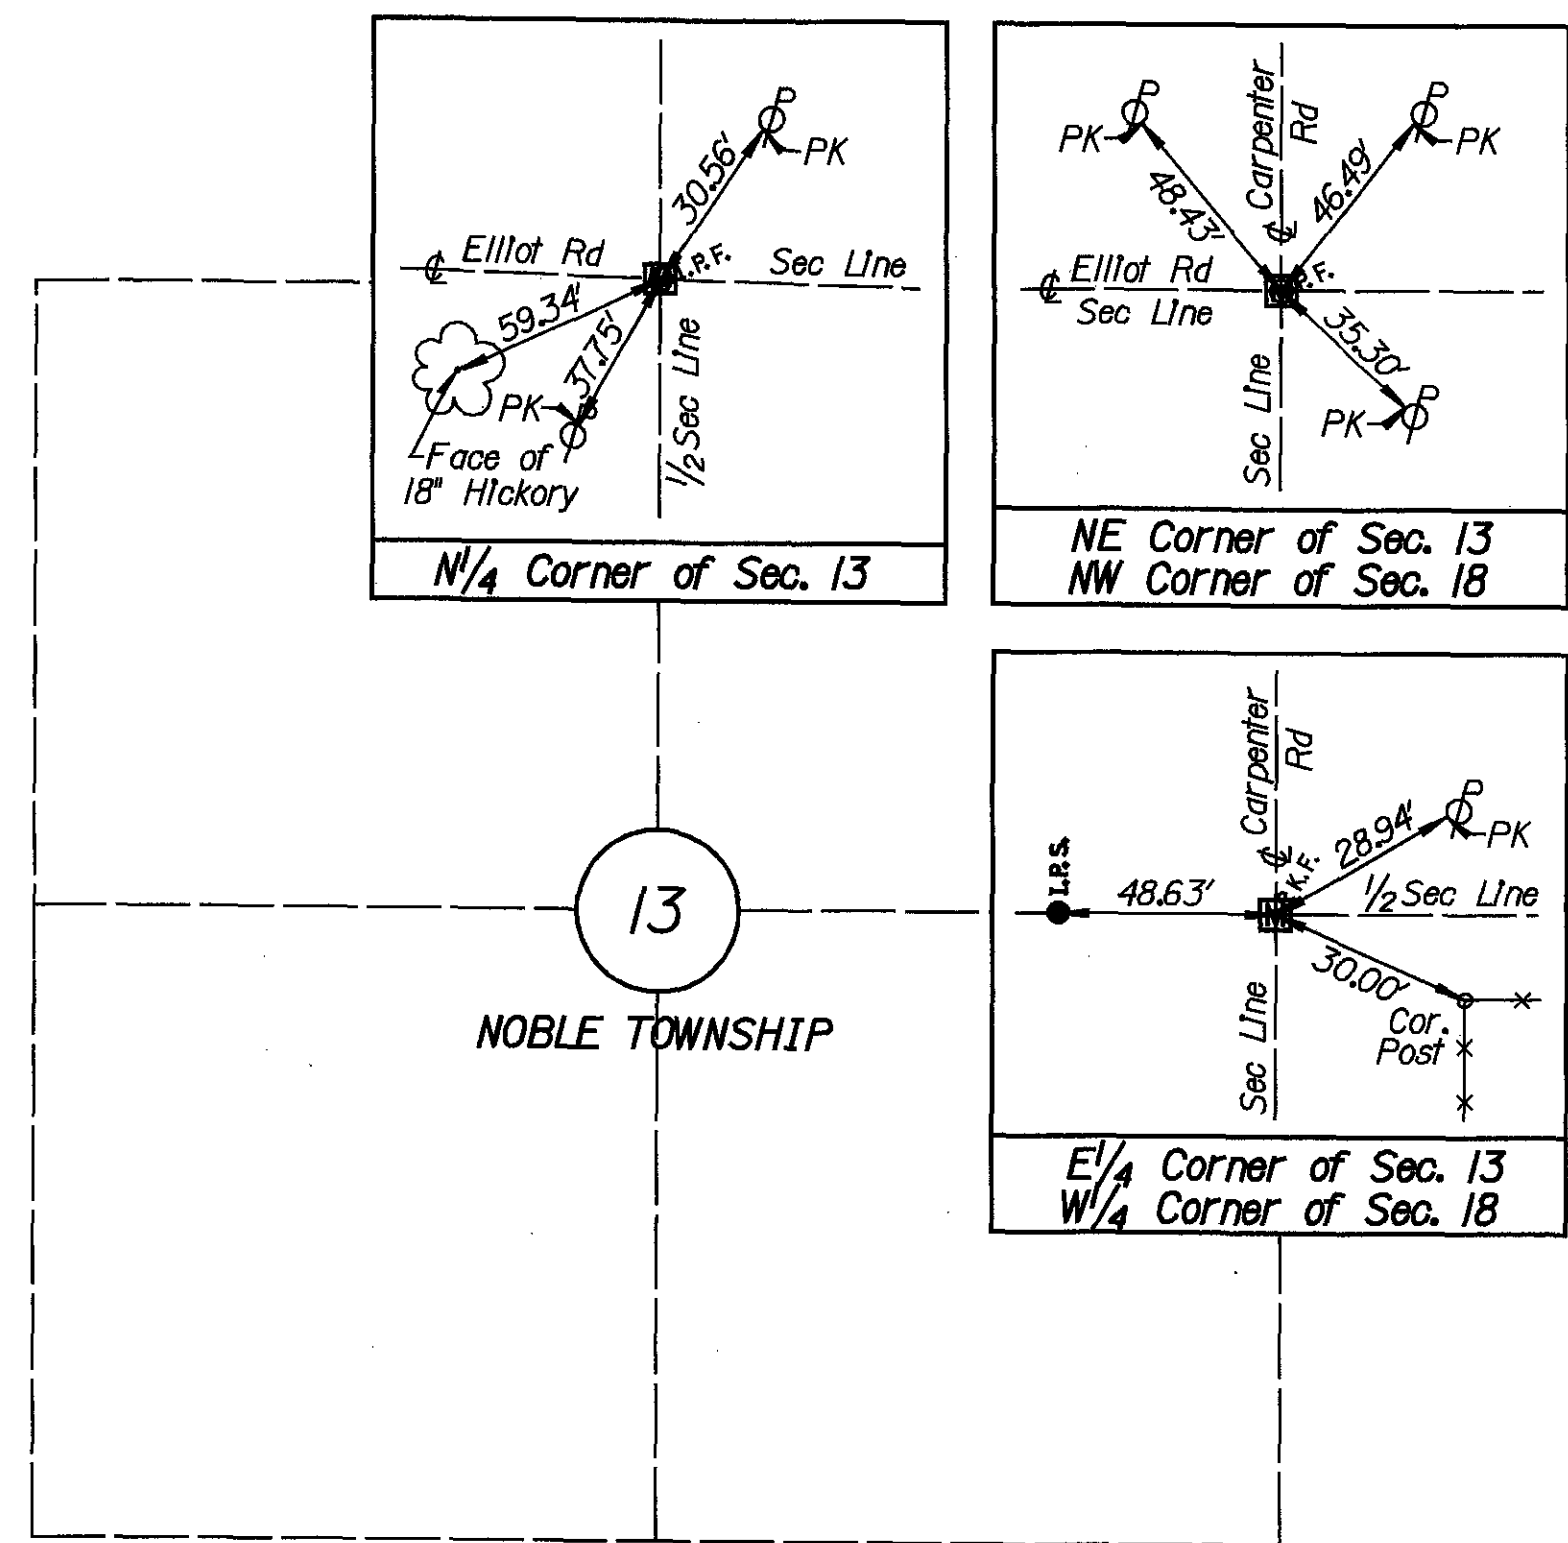 P
PK
30.56'
℄ Elliot Rd
I.P.F.
Sec Line
59.34'
37.75'
PK
P
Face of
18" Hickory
1/2 Sec Line
N1/4 Corner of Sec. 13
P
PK
48.43'
℄ Carpenter
Rd
P
PK
46.49'
℄ Elliot Rd
Sec Line
P.F.
35.30'
P
PK
Sec Line
NE Corner of Sec. 13
NW Corner of Sec. 18
℄ Carpenter
Rd
P
PK
28.94'
I.P.S.
48.63'
P.K.F.
1/2 Sec Line
30.00'
Cor.
Post
Sec Line
E1/4 Corner of Sec. 13
W1/4 Corner of Sec. 18
13
NOBLE TOWNSHIP